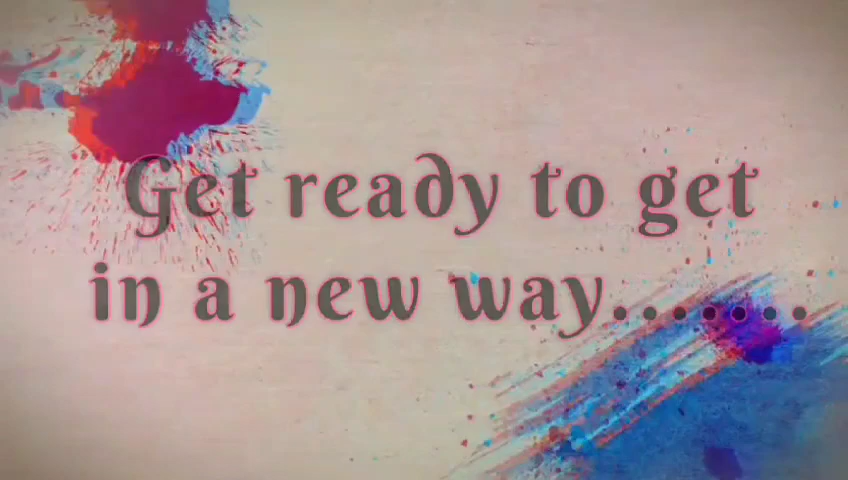 Get ready to get
in a new way.......